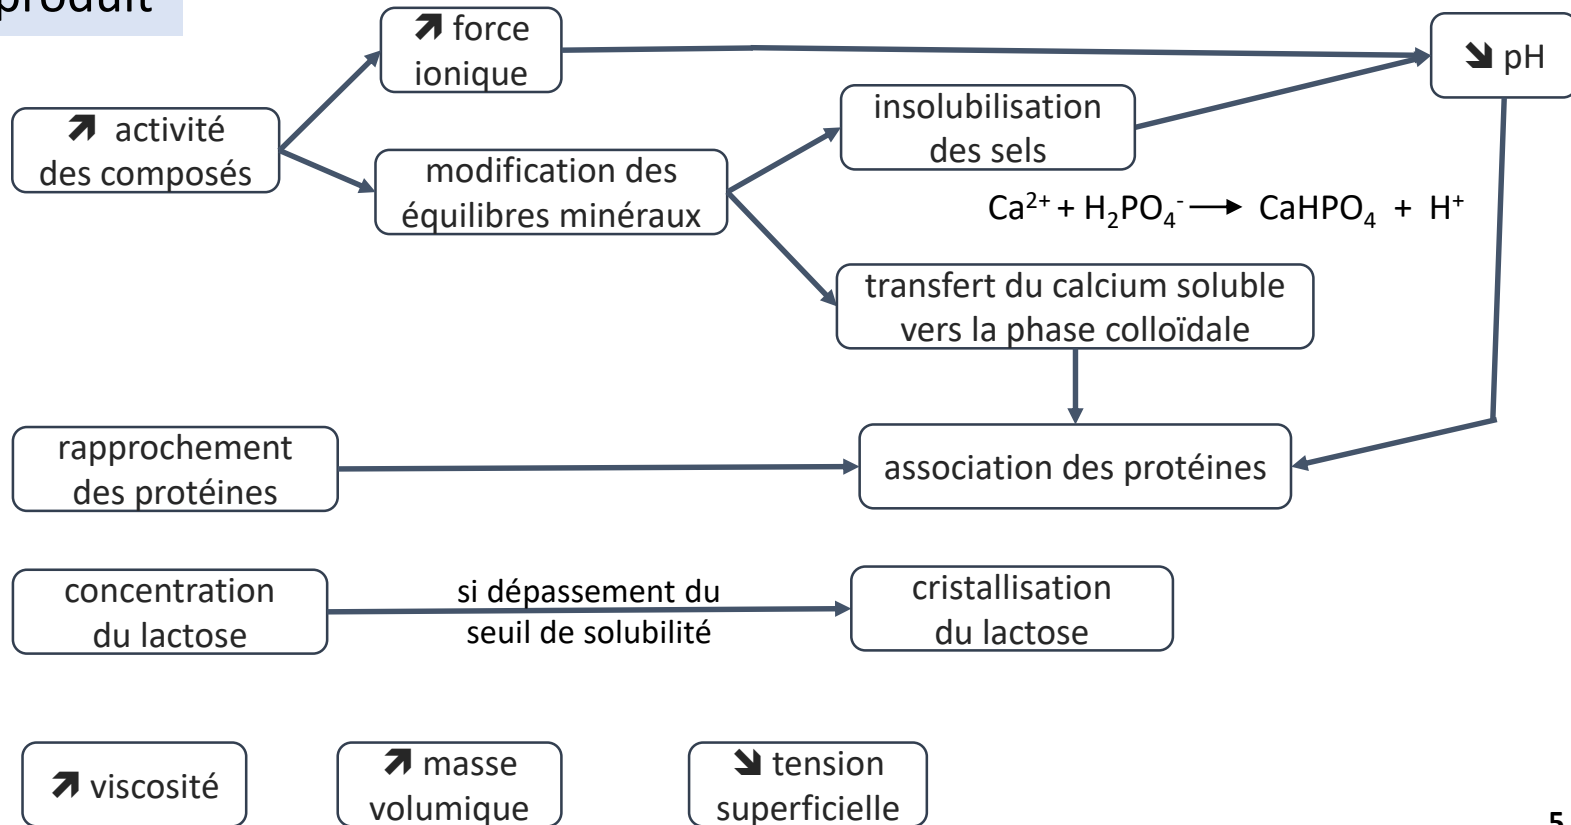 produit
↗ force
ionique
↘ pH
↗ activité
des composés
insolubilisation
des sels
modification des
équilibres minéraux
Ca²⁺ + H₂PO₄⁻ ⟶ CaHPO₄ + H⁺
transfert du calcium soluble
vers la phase colloïdale
rapprochement
des protéines
association des protéines
concentration
du lactose
si dépassement du
seuil de solubilité
cristallisation
du lactose
↗ viscosité
↗ masse
volumique
↘ tension
superficielle
5